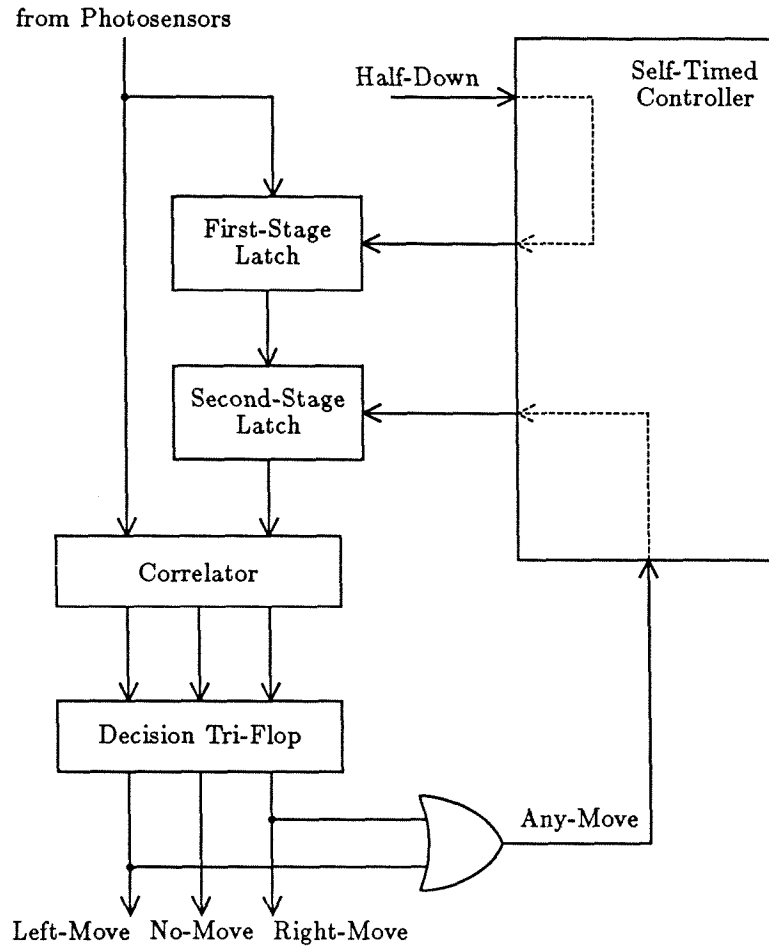 from Photosensors
Half-Down
Self-Timed
Controller
First-Stage
Latch
Second-Stage
Latch
Correlator
Decision Tri-Flop
Any-Move
Left-Move No-Move Right-Move